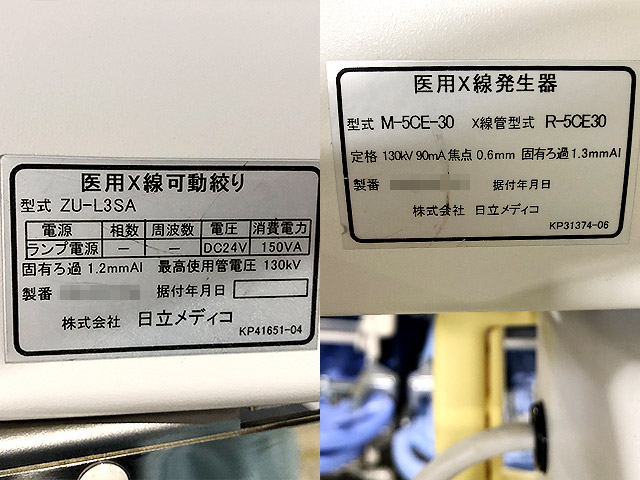 医用X線可動絞り
型式 ZU-L3SA
電源 相数 周波数 電圧 消費電力
ランプ電源 － － DC24V 150VA
固有ろ過 1.2mmAl 最高使用管電圧 130kV
製番 据付年月日
株式会社 日立メディコ
KP41651-04
医用X線発生器
型式 M-5CE-30 X線管型式 R-5CE30
定格 130kV 90mA 焦点 0.6mm 固有ろ過 1.3mmAl
製番 据付年月日
株式会社 日立メディコ
KP31374-06